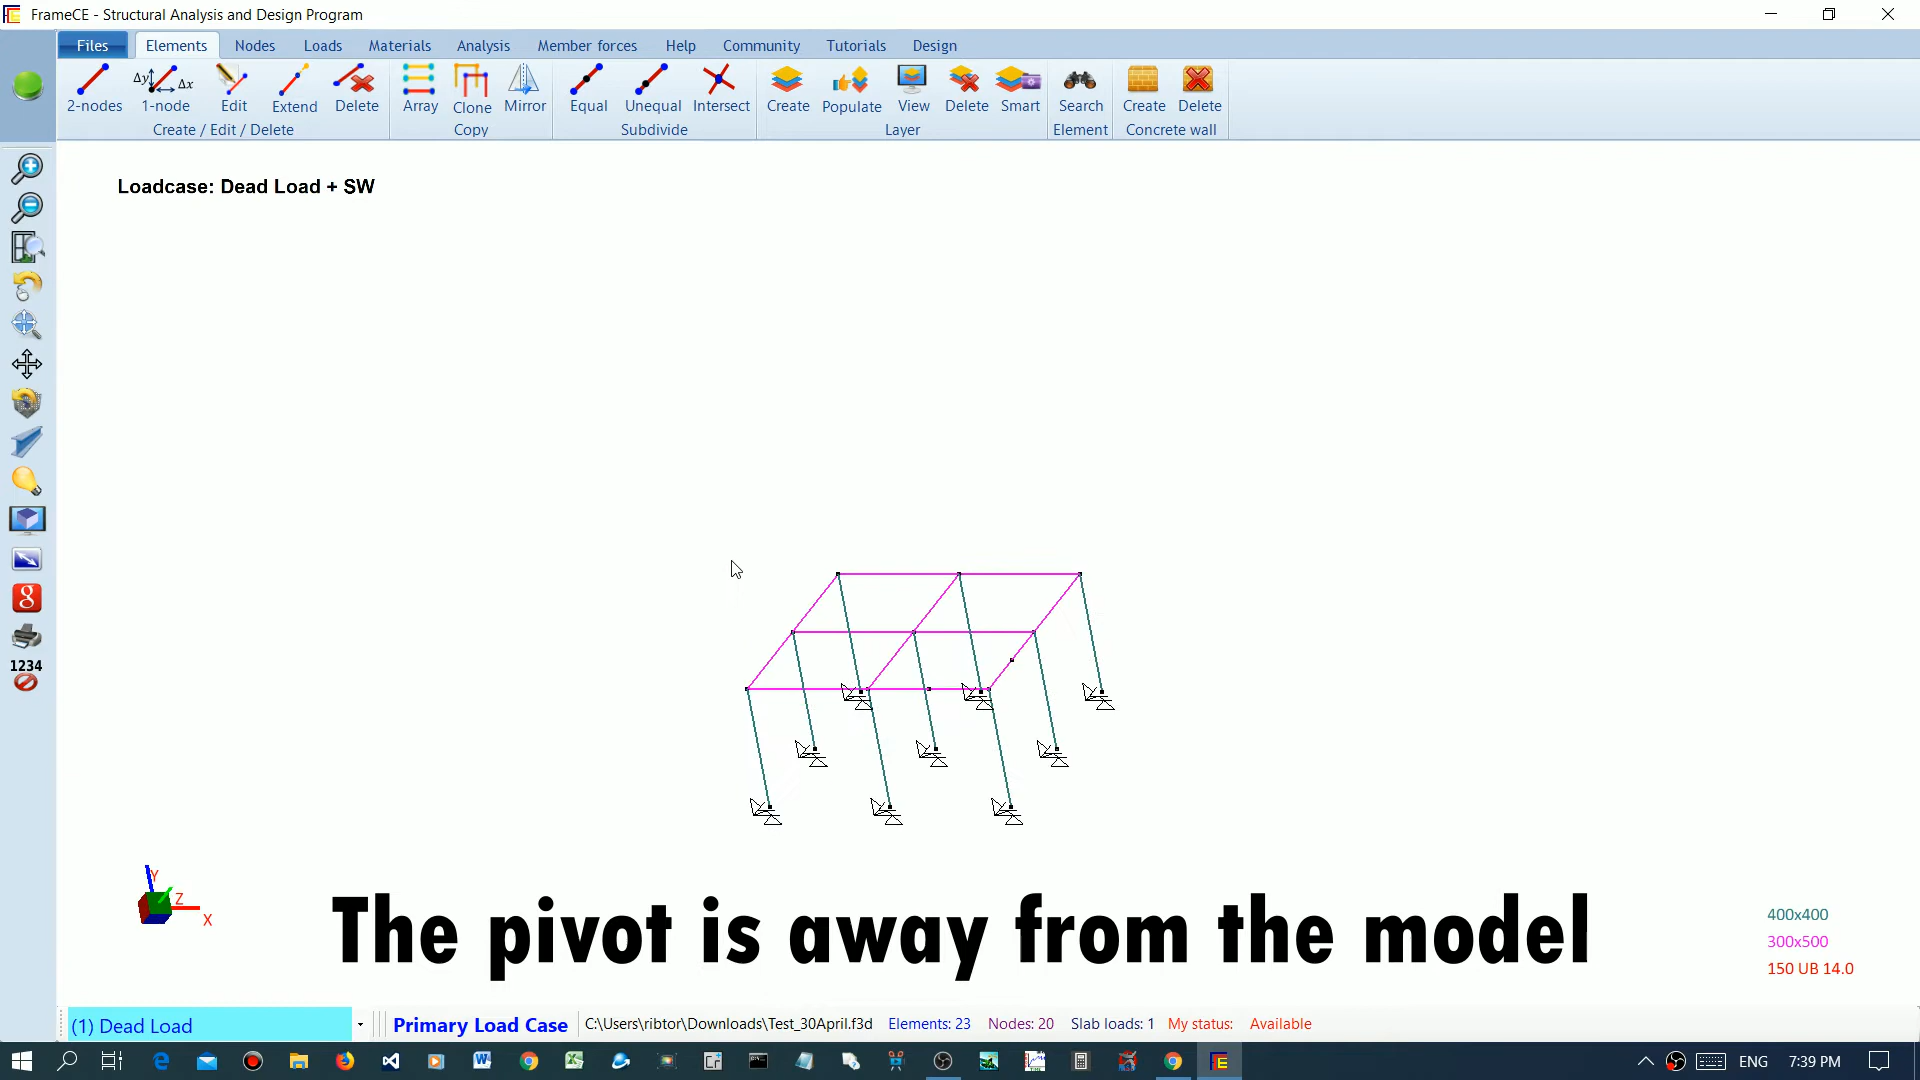 FrameCE - Structural Analysis and Design Program
Files Elements Nodes Loads Materials Analysis Member forces Help Community Tutorials Design
2-nodes 1-node Edit Extend Delete Array Clone Mirror Equal Unequal Intersect Create Populate View Delete Smart Search Create Delete
Create / Edit / Delete Copy Subdivide Layer Element Concrete wall
Δy Δx
Loadcase: Dead Load + SW
8
1234
Y
Z
X
The pivot is away from the model
400x400
300x500
150 UB 14.0
(1) Dead Load Primary Load Case C:\Users\ribtor\Downloads\Test_30April.f3d Elements: 23 Nodes: 20 Slab loads: 1 My status: Available
ENG 7:39 PM